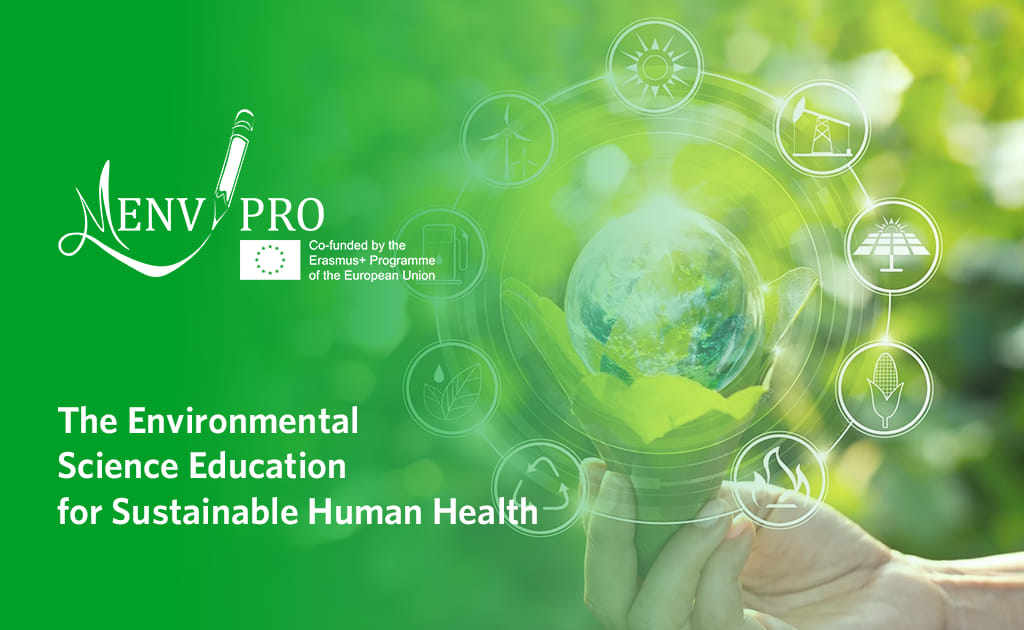 MENVIPRO
Co-funded by the
Erasmus+ Programme
of the European Union
The Environmental
Science Education
for Sustainable Human Health